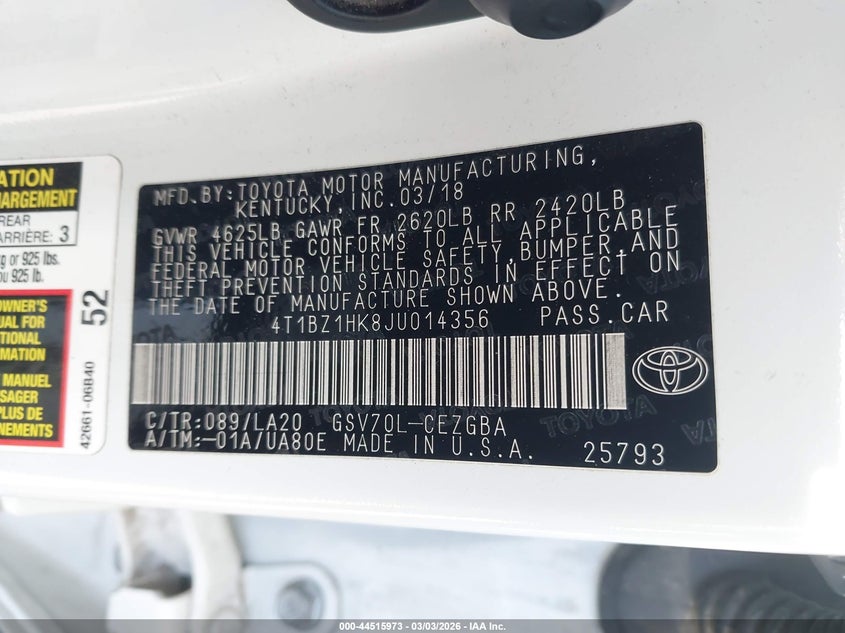 ATION
HARGEMENT
REAR
ARRIÈRE: 3
g or 925 lbs.
ou 925 lb.
OWNER'S
UAL FOR
TIONAL
RMATION
MANUEL
SAGER
PLUS DE
52
42661-06B40
MFD.BY:TOYOTA MOTOR MANUFACTURING,
KENTUCKY, INC.03/18
GVWR 4625LB GAWR FR 2620LB RR 2420LB
THIS VEHICLE CONFORMS TO ALL APPLICABLE
FEDERAL MOTOR VEHICLE SAFETY,BUMPER,AND
THEFT PREVENTION STANDARDS IN EFFECT ON
THE DATE OF MANUFACTURE SHOWN ABOVE.
4T1BZ1HK8JU014356 PASS.CAR
C/TR:089/LA20 GSV70L-CEZGBA
A/TM:-01A/UA80E MADE IN U.S.A. 25793
TOYOTA
000-44515973 - 03/03/2026 - IAA Inc.